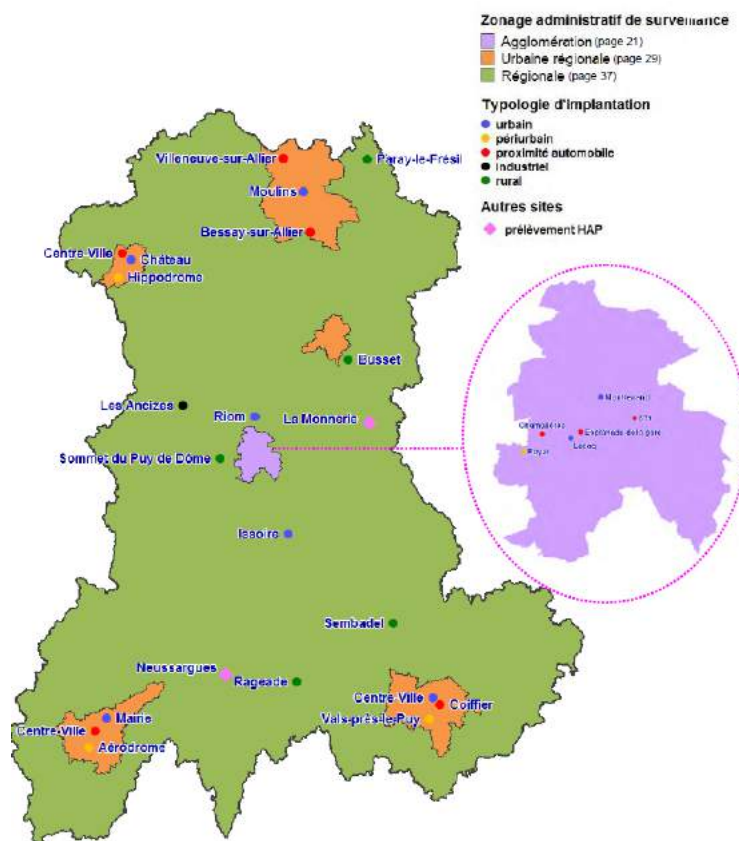 Zonage administratif de surveillance
Agglomération (page 21)
Urbaine régionale (page 29)
Régionale (page 37)
Typologie d'implantation
urbain
périurbain
proximité automobile
industriel
rural
Autres sites
prélèvement HAP
Villeneuve-sur-Allier
Paray-le-Frésil
Moulins
Bessay-sur-Allier
Centre-Ville
Château
Hippodrome
Busset
Les Ancizes
Riom
La Monnerie
Sommet du Puy de Dôme
Montferrand
Esplanade de la gare
Lecoq
Issoire
Sembadel
Neussargues
Rageade
Centre-Ville
Coiffier
Vals-près-le-Puy
Mairie
Centre-Ville
Aérodrome